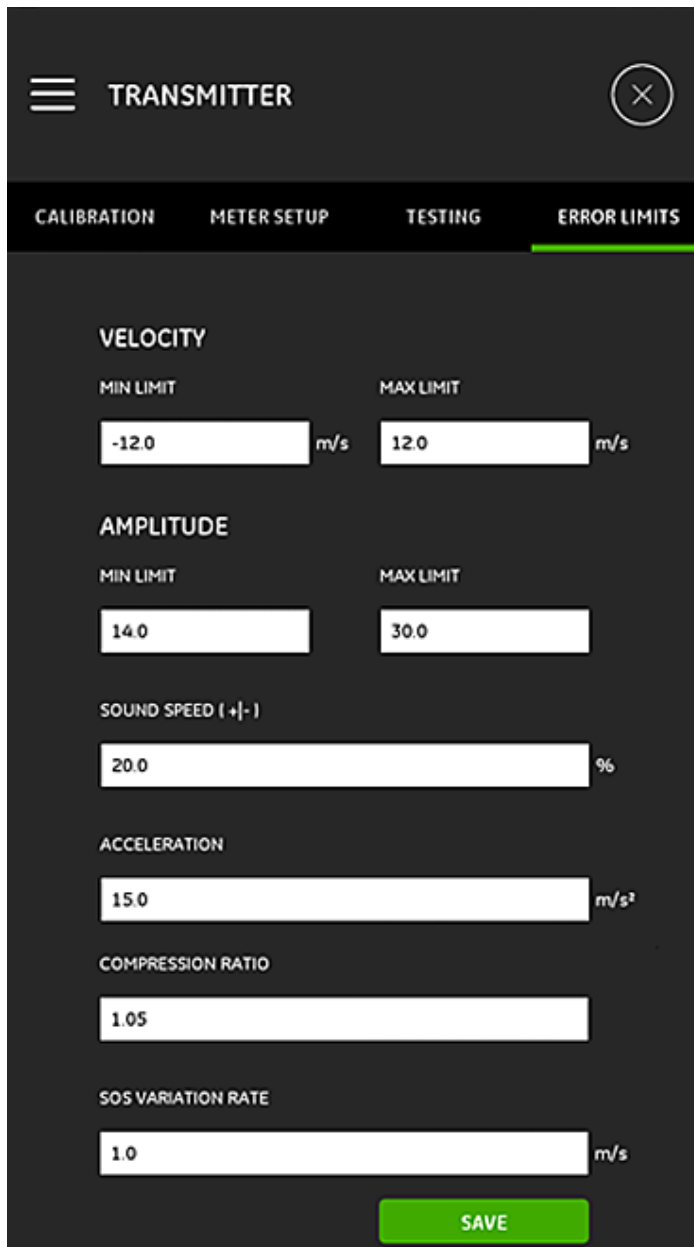 TRANSMITTER
CALIBRATION METER SETUP TESTING ERROR LIMITS
VELOCITY
MIN LIMIT MAX LIMIT
-12.0 m/s 12.0 m/s
AMPLITUDE
MIN LIMIT MAX LIMIT
14.0 30.0
SOUND SPEED ( +|- )
20.0 %
ACCELERATION
15.0 m/s²
COMPRESSION RATIO
1.05
SOS VARIATION RATE
1.0 m/s
SAVE